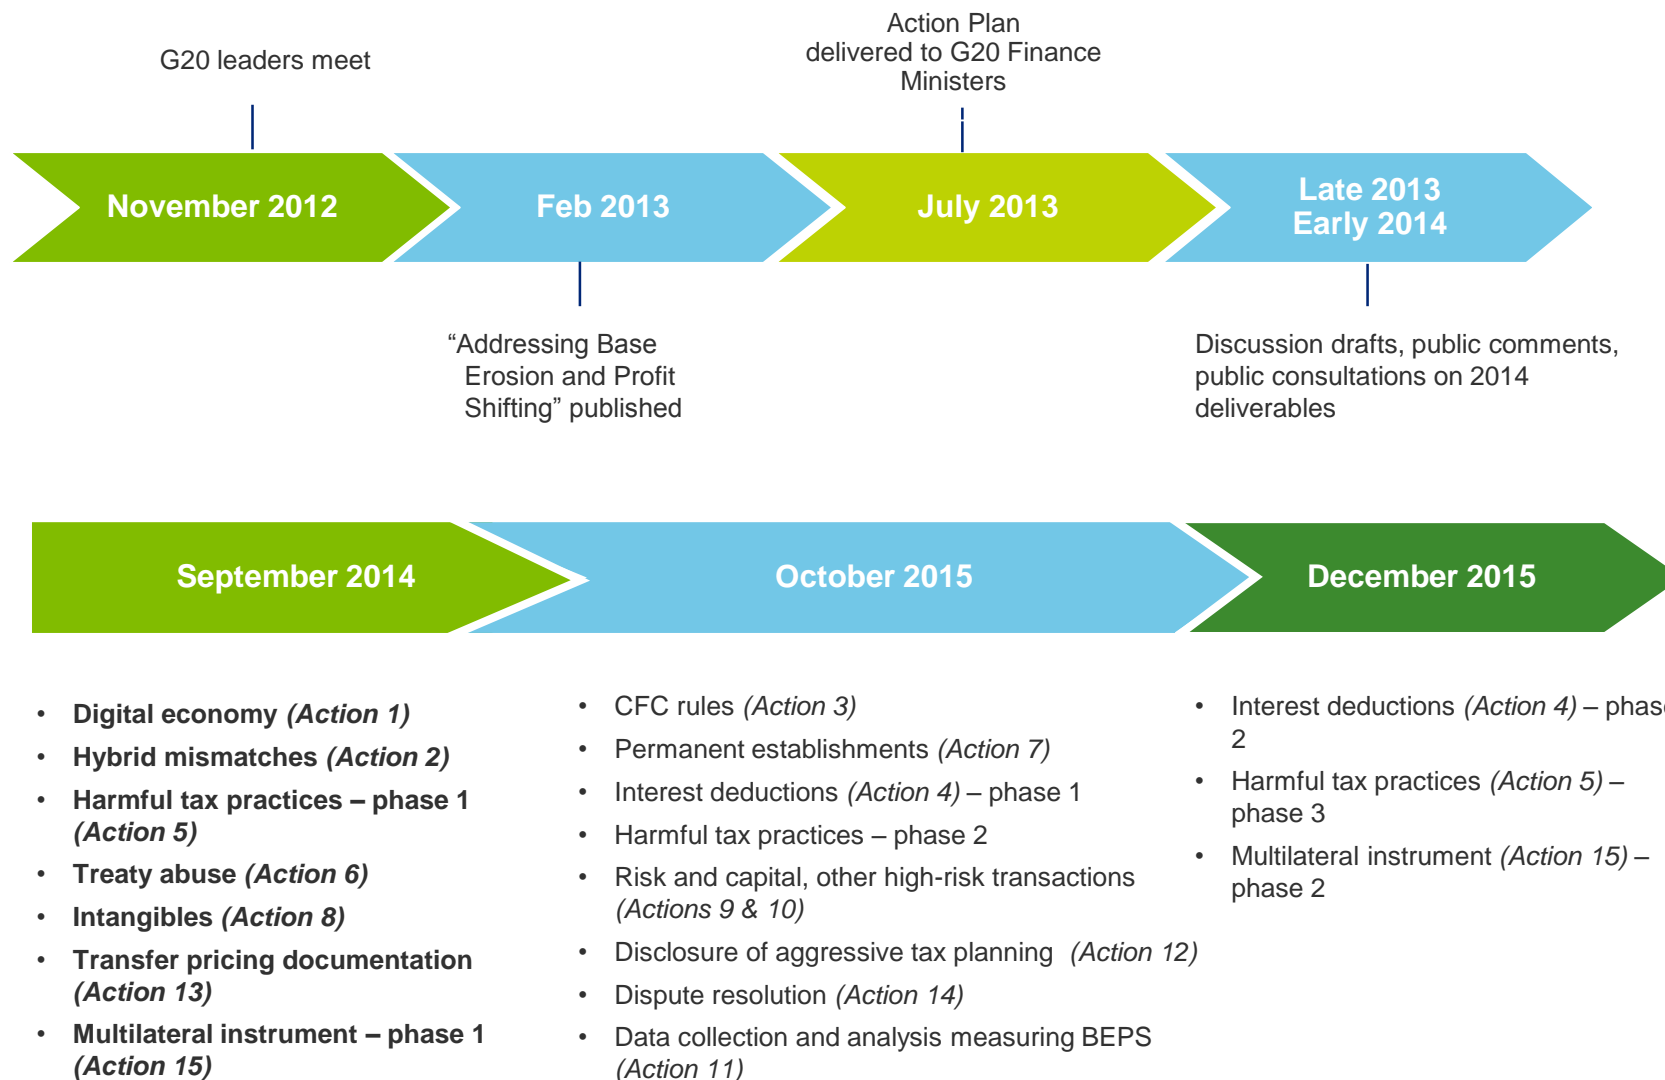 G20 leaders meet
Action Plan
delivered to G20 Finance
Ministers
November 2012
Feb 2013
July 2013
Late 2013
Early 2014
“Addressing Base
Erosion and Profit
Shifting” published
Discussion drafts, public comments,
public consultations on 2014
deliverables
September 2014
October 2015
December 2015
• Digital economy (Action 1)
• Hybrid mismatches (Action 2)
• Harmful tax practices – phase 1
(Action 5)
• Treaty abuse (Action 6)
• Intangibles (Action 8)
• Transfer pricing documentation
(Action 13)
• Multilateral instrument – phase 1
(Action 15)
• CFC rules (Action 3)
• Permanent establishments (Action 7)
• Interest deductions (Action 4) – phase 1
• Harmful tax practices – phase 2
• Risk and capital, other high-risk transactions
(Actions 9 & 10)
• Disclosure of aggressive tax planning (Action 12)
• Dispute resolution (Action 14)
• Data collection and analysis measuring BEPS
(Action 11)
• Interest deductions (Action 4) – phase
2
• Harmful tax practices (Action 5) –
phase 3
• Multilateral instrument (Action 15) –
phase 2